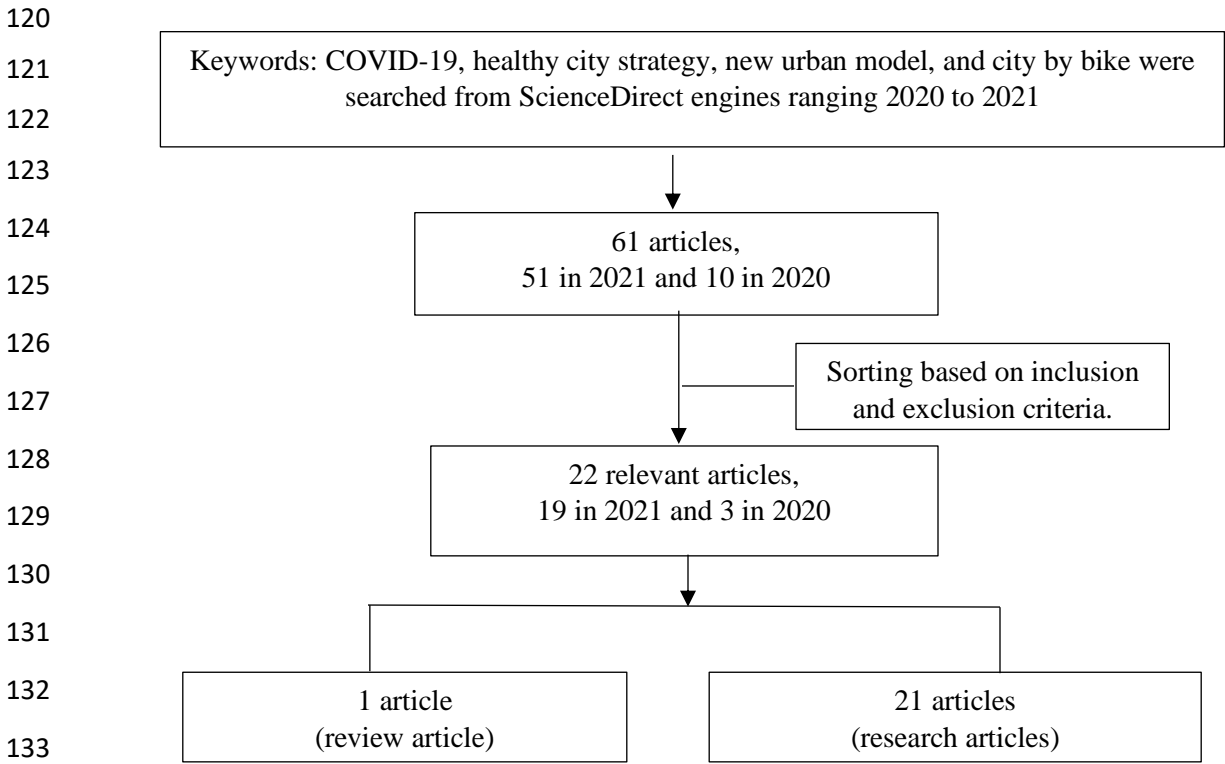 120
Keywords: COVID-19, healthy city strategy, new urban model, and city by bike were
121
searched from ScienceDirect engines ranging 2020 to 2021
122
123
124
61 articles,
125
51 in 2021 and 10 in 2020
126
Sorting based on inclusion
127
and exclusion criteria.
128
22 relevant articles,
129
19 in 2021 and 3 in 2020
130
131
132
1 article
(review article)
21 articles
(research articles)
133